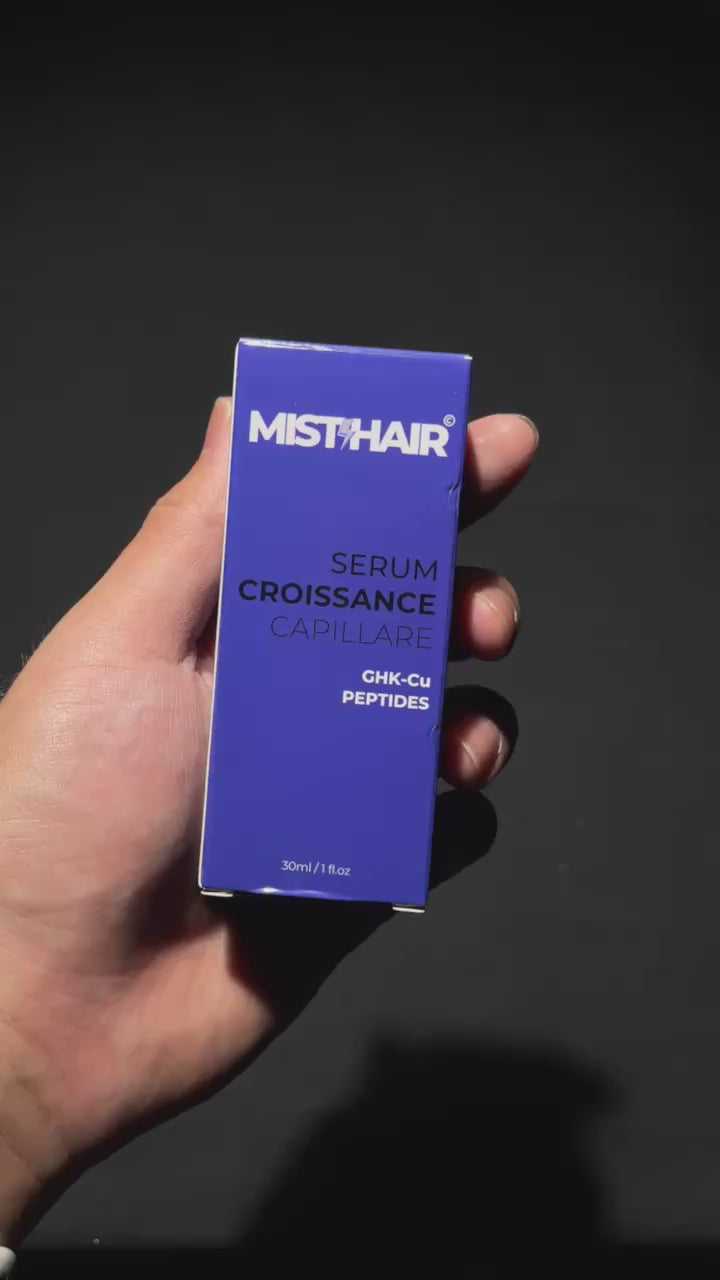 MIST HAIR©
SERUM
CROISSANCE
CAPILLARE
GHK-Cu
PEPTIDES
30ml / 1 fl.oz